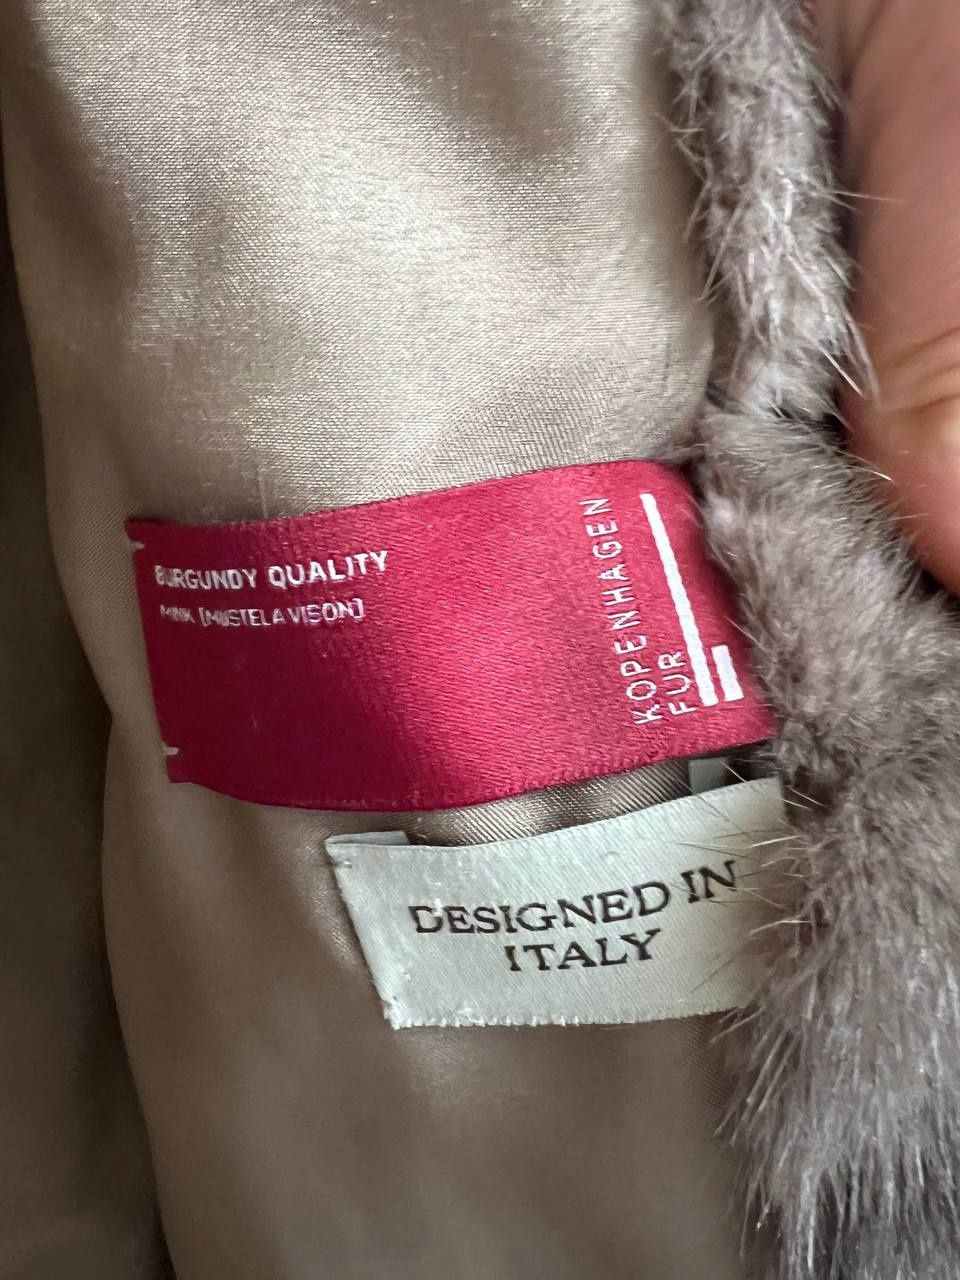 BURGUNDY QUALITY
MINK [MUSTELA VISON]
KOPENHAGEN
FUR
DESIGNED IN
ITALY